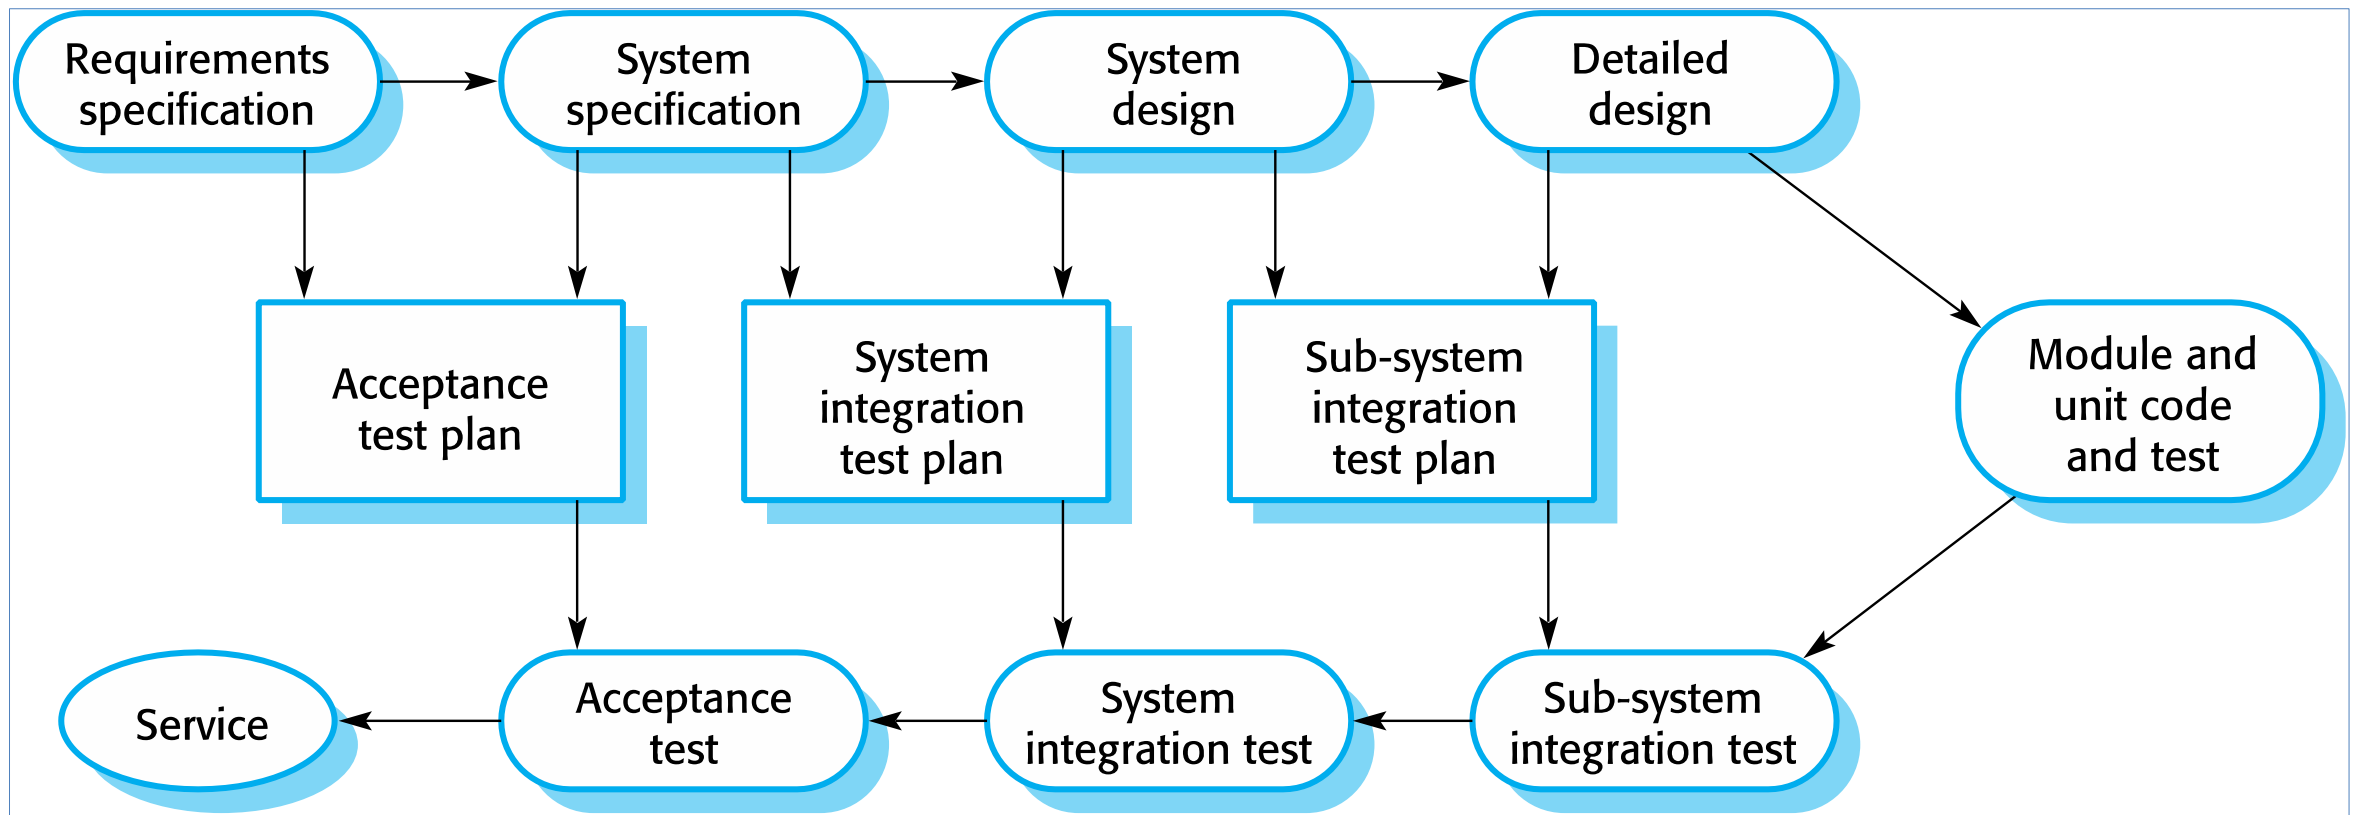 Requirements
specification
System
specification
System
design
Detailed
design
Acceptance
test plan
System
integration
test plan
Sub-system
integration
test plan
Module and
unit code
and test
Service
Acceptance
test
System
integration test
Sub-system
integration test